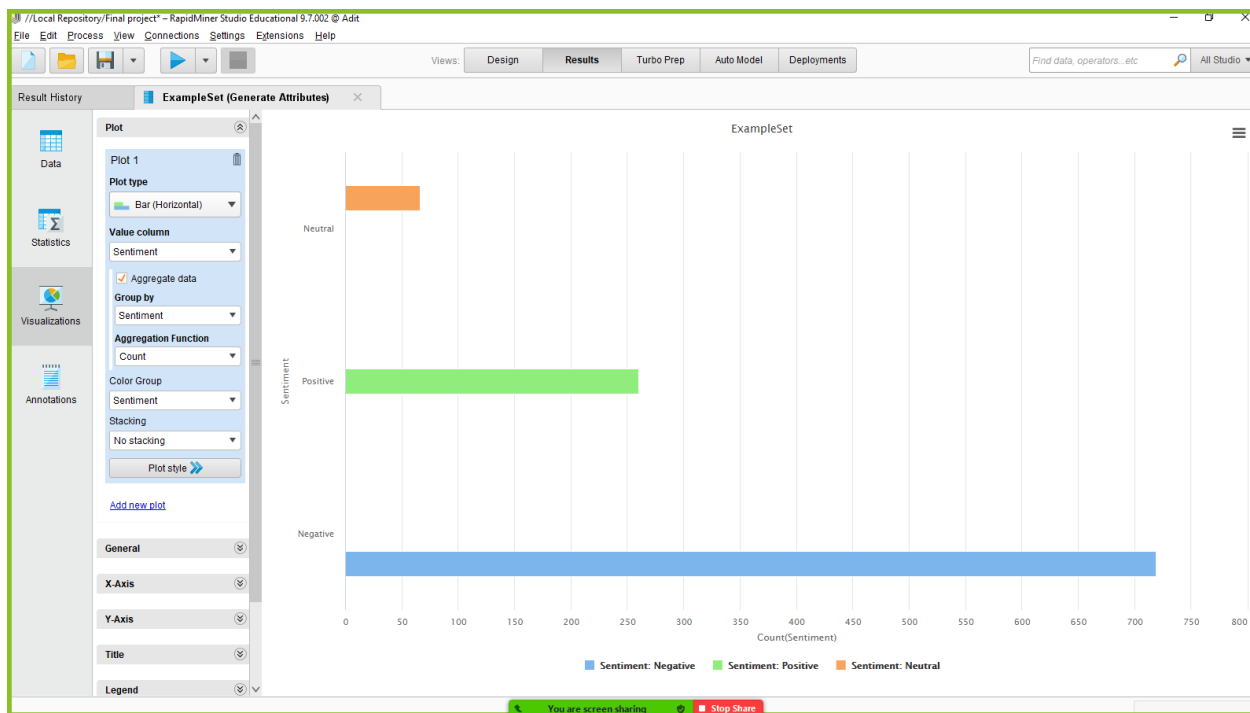 //Local Repository/Final project* – RapidMiner Studio Educational 9.7.002 @ Adit
File Edit Process View Connections Settings Extensions Help
Views: Design Results Turbo Prep Auto Model Deployments
Find data, operators...etc
All Studio
Result History
ExampleSet (Generate Attributes)
Data
Statistics
Visualizations
Annotations
Plot
Plot 1
Plot type
Bar (Horizontal)
Value column
Sentiment
Aggregate data
Group by
Sentiment
Aggregation Function
Count
Color Group
Sentiment
Stacking
No stacking
Plot style
Add new plot
General
X-Axis
Y-Axis
Title
Legend
ExampleSet
Sentiment
Neutral
Positive
Negative
0 50 100 150 200 250 300 350 400 450 500 550 600 650 700 750 800
Count(Sentiment)
Sentiment: Negative Sentiment: Positive Sentiment: Neutral
You are screen sharing Stop Share